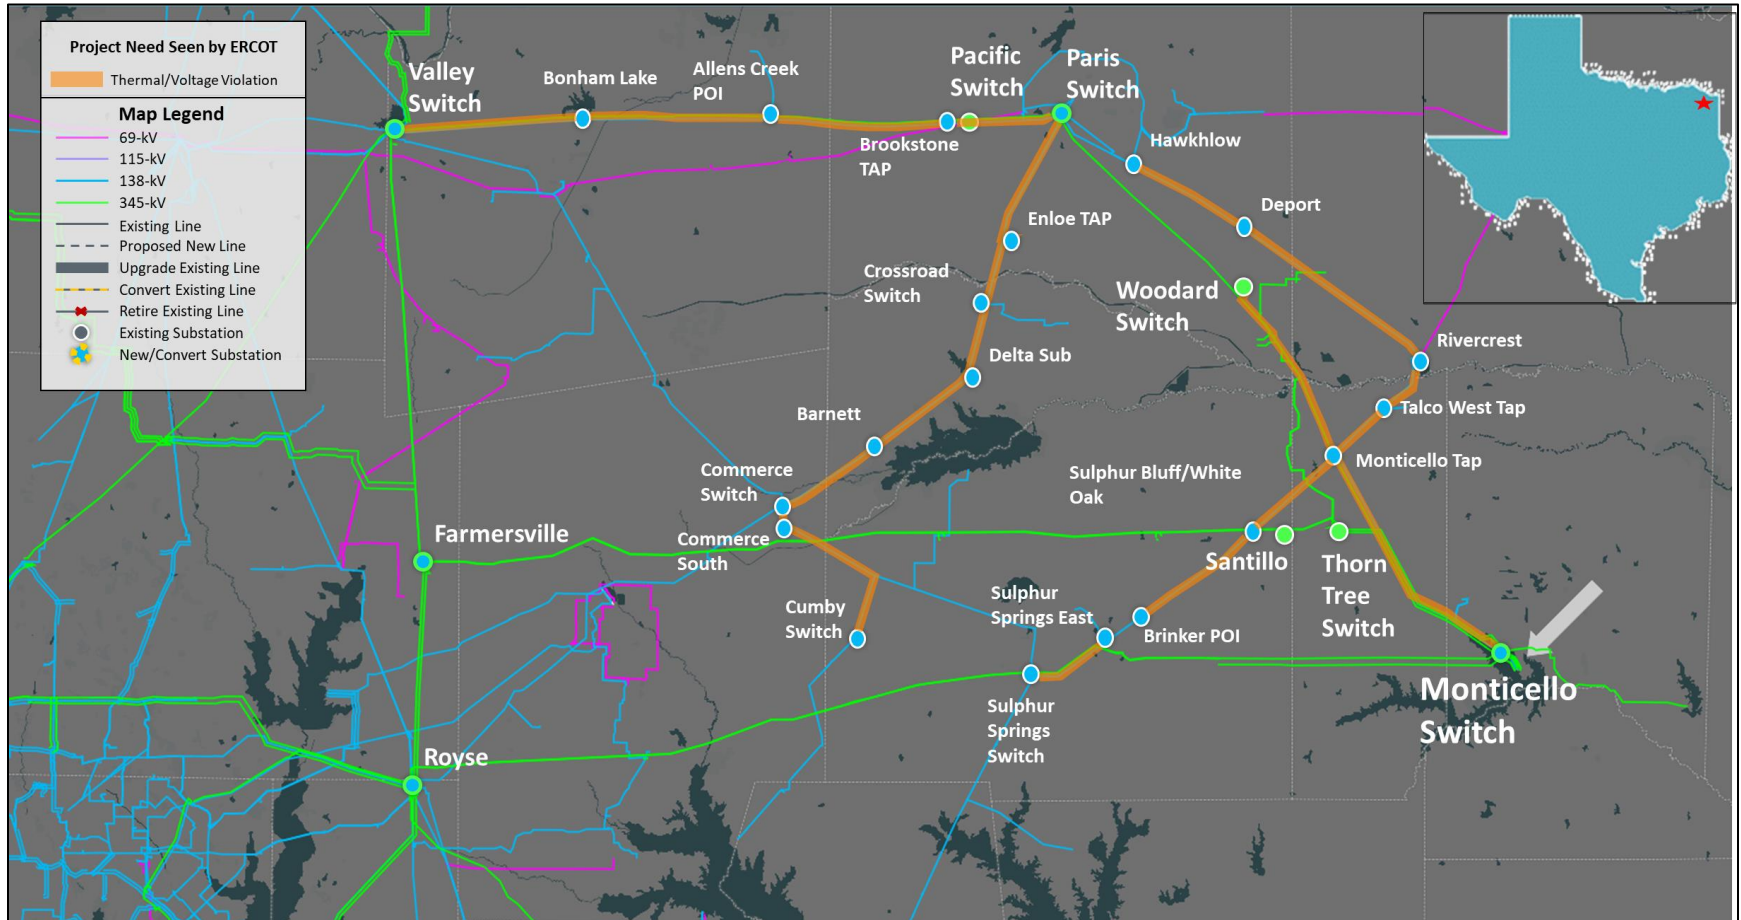 Project Need Seen by ERCOT
Thermal/Voltage Violation
Map Legend
69-kV
115-kV
138-kV
345-kV
Existing Line
Proposed New Line
Upgrade Existing Line
Convert Existing Line
Retire Existing Line
Existing Substation
New/Convert Substation
Valley
Switch
Bonham Lake
Allens Creek
POI
Pacific
Switch
Paris
Switch
Brookstone
TAP
Hawkhlow
Enloe TAP
Deport
Crossroad
Switch
Woodard
Switch
Rivercrest
Delta Sub
Barnett
Talco West Tap
Monticello Tap
Commerce
Switch
Sulphur Bluff/White
Oak
Farmersville
Commerce
South
Santillo
Thorn
Tree
Switch
Cumby
Switch
Sulphur
Springs East
Brinker POI
Monticello
Switch
Sulphur
Springs
Switch
Royse